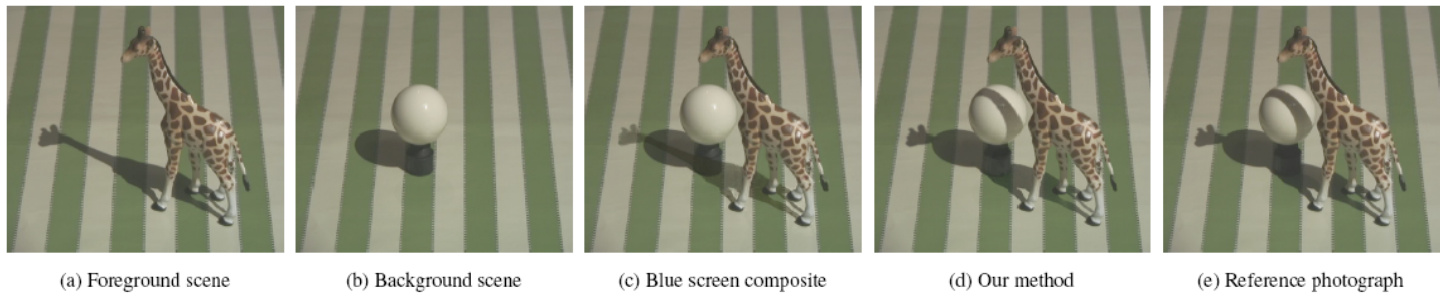 (a) Foreground scene
(b) Background scene
(c) Blue screen composite
(d) Our method
(e) Reference photograph